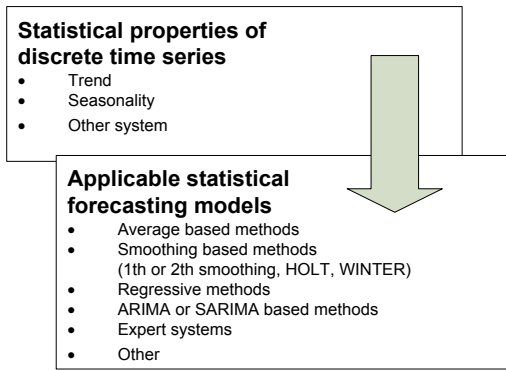 Statistical properties of
discrete time series
• Trend
• Seasonality
• Other system
Applicable statistical
forecasting models
• Average based methods
• Smoothing based methods
(1th or 2th smoothing, HOLT, WINTER)
• Regressive methods
• ARIMA or SARIMA based methods
• Expert systems
• Other